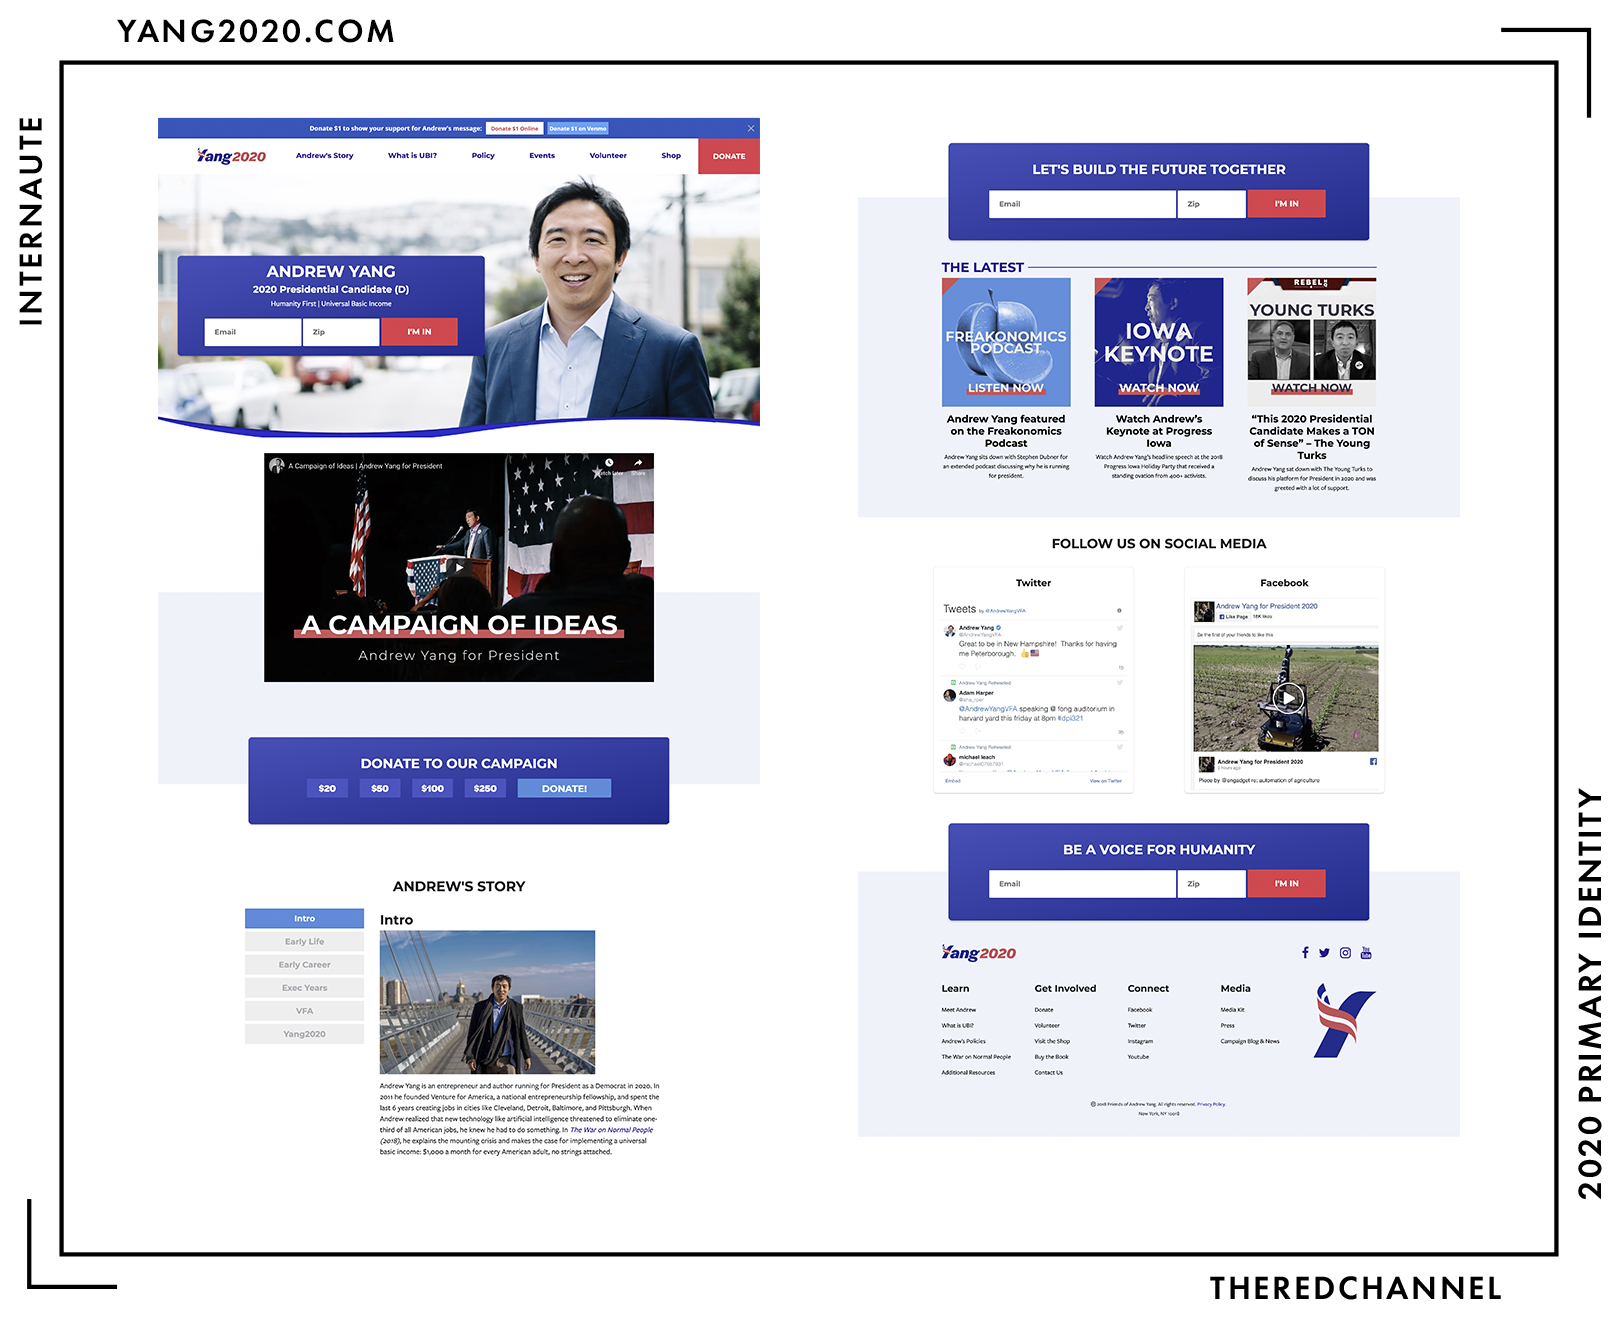 YANG2020.COM
INTERNAUTE
Donate $1 to show your support for Andrew's message:
Donate $1 Online
Donate $1 on Venmo
Yang2020
Andrew's Story
What is UBI?
Policy
Events
Volunteer
Shop
DONATE
ANDREW YANG
2020 Presidential Candidate (D)
Humanity First | Universal Basic Income
Email
Zip
I'M IN
A Campaign of Ideas | Andrew Yang for President
Watch later
Share
A CAMPAIGN OF IDEAS
Andrew Yang for President
DONATE TO OUR CAMPAIGN
$20
$50
$100
$250
DONATE!
ANDREW'S STORY
Intro
Early Life
Early Career
Exec Years
VFA
Yang2020
Intro
Andrew Yang is an entrepreneur and author running for President as a Democrat in 2020. In
2011 he founded Venture for America, a national entrepreneurship fellowship, and spent the
last 6 years creating jobs in cities like Cleveland, Detroit, Baltimore, and Pittsburgh. When
Andrew realized that new technology like artificial intelligence threatened to eliminate one-
third of all American jobs, he knew he had to do something. In The War on Normal People
(2018), he explains the mounting crisis and makes the case for implementing a universal
basic income: $1,000 a month for every American adult, no strings attached.
LET'S BUILD THE FUTURE TOGETHER
Email
Zip
I'M IN
THE LATEST
FREAKONOMICS
PODCAST
LISTEN NOW
Andrew Yang featured
on the Freakonomics
Podcast
Andrew Yang sits down with Stephen Dubner for
an extended podcast discussing why he is running
for president.
IOWA
KEYNOTE
WATCH NOW
Watch Andrew's
Keynote at Progress
Iowa
Watch Andrew Yang's headline speech at the 2018
Progress Iowa Holiday Party that received a
standing ovation from 400+ activists.
REBEL
YOUNG TURKS
WATCH NOW
“This 2020 Presidential
Candidate Makes a TON
of Sense” – The Young
Turks
Andrew Yang sat down with The Young Turks to
discuss his platform for President in 2020 and was
greeted with a lot of support.
FOLLOW US ON SOCIAL MEDIA
Twitter
Tweets by @AndrewYangVFA
Andrew Yang
@AndrewYangVFA
Great to be in New Hampshire! Thanks for having
me Peterborough. 👍🇺🇸
Andrew Yang Retweeted
Adam Harper
@AndrewYangVFA speaking @ fong auditorium in
harvard yard this friday at 8pm #dpi321
Andrew Yang Retweeted
michael leach
Embed
View on Twitter
Facebook
Andrew Yang for President 2020
Like Page
16K likes
Be the first of your friends to like this
Andrew Yang for President 2020
hours ago
Piece by @engadget re: automation of agriculture
BE A VOICE FOR HUMANITY
Email
Zip
I'M IN
Yang2020
You
Tube
Learn
Meet Andrew
What is UBI?
Andrew's Policies
The War on Normal People
Additional Resources
Get Involved
Donate
Volunteer
Visit the Shop
Buy the Book
Contact Us
Connect
Facebook
Twitter
Instagram
Youtube
Media
Media Kit
Press
Campaign Blog & News
© 2018 Friends of Andrew Yang. All rights reserved. Privacy Policy.
New York, NY 10018
2020 PRIMARY IDENTITY
THEREDCHANNEL